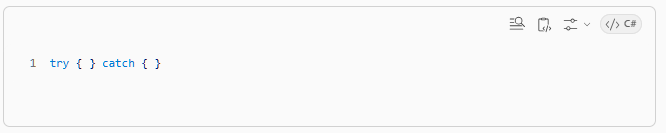 </> C#
1 try { } catch { }